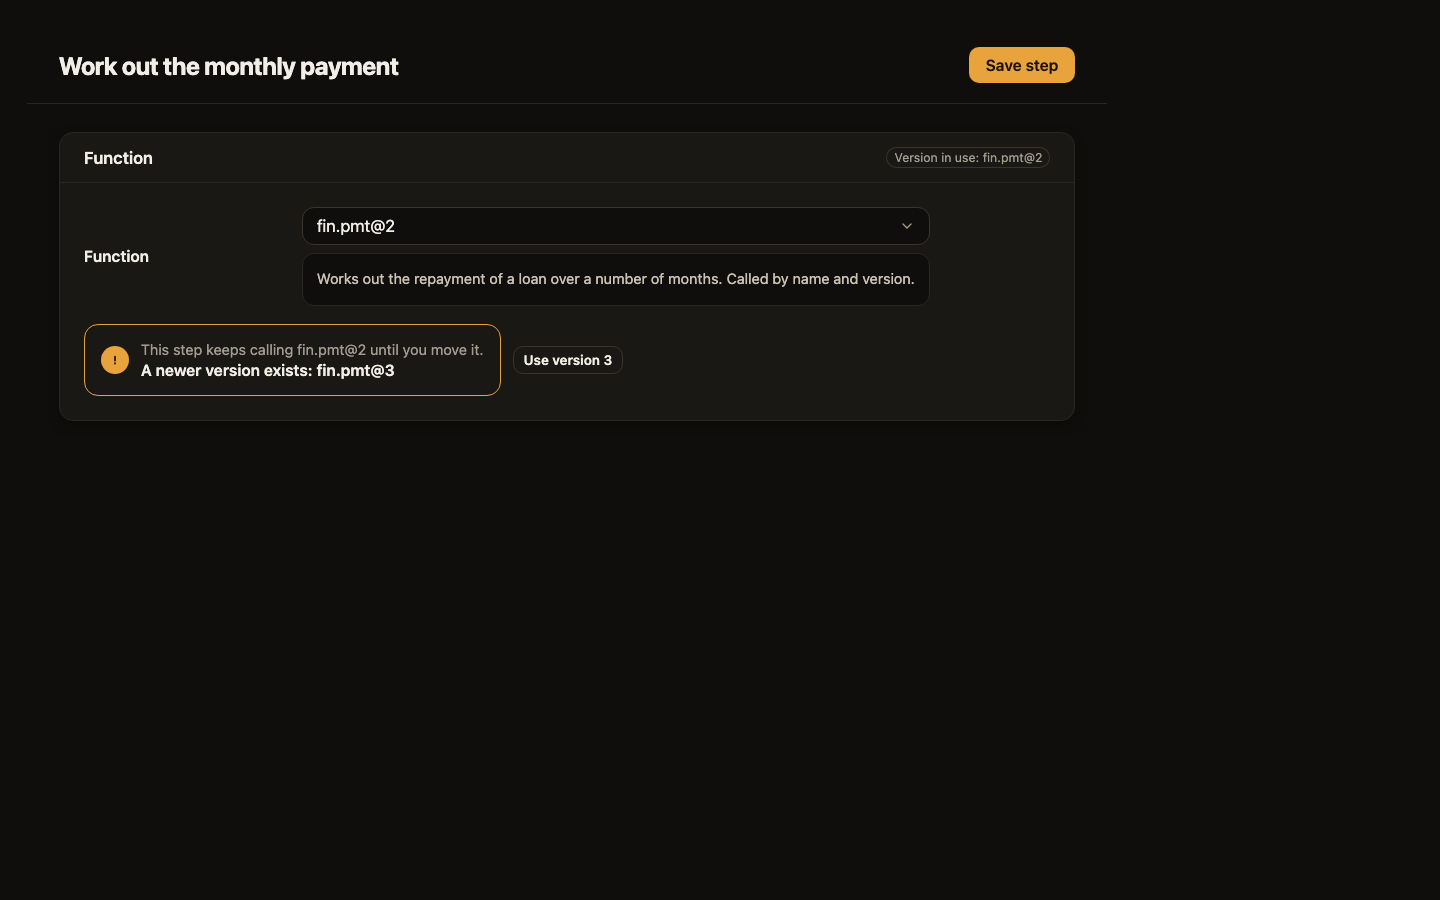 Work out the monthly payment
Save step
Function
Version in use: fin.pmt@2
Function
fin.pmt@2
Works out the repayment of a loan over a number of months. Called by name and version.
!
This step keeps calling fin.pmt@2 until you move it.
A newer version exists: fin.pmt@3
Use version 3